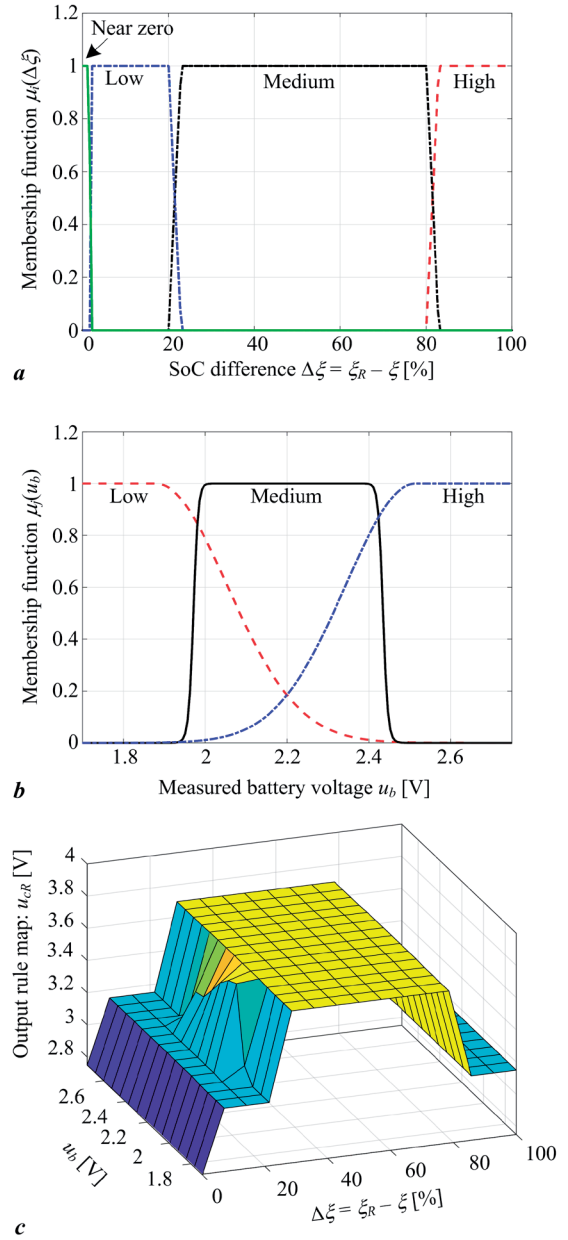 1.2
Near zero
1
Low
Medium
High
0.8
0.6
0.4
0.2
0
0 20 40 60 80 100
Membership function μi(Δξ)
SoC difference Δξ = ξR − ξ [%]
a
1.2
1
Low
Medium
High
0.8
0.6
0.4
0.2
0
1.8 2 2.2 2.4 2.6
Membership function μj(ub)
Measured battery voltage ub [V]
b
4
3.8
3.6
3.4
3.2
3
2.8
Output rule map: ucR [V]
2.6
2.4
2.2
2
1.8
ub [V]
0
20
40
60
80
100
Δξ = ξR − ξ [%]
c